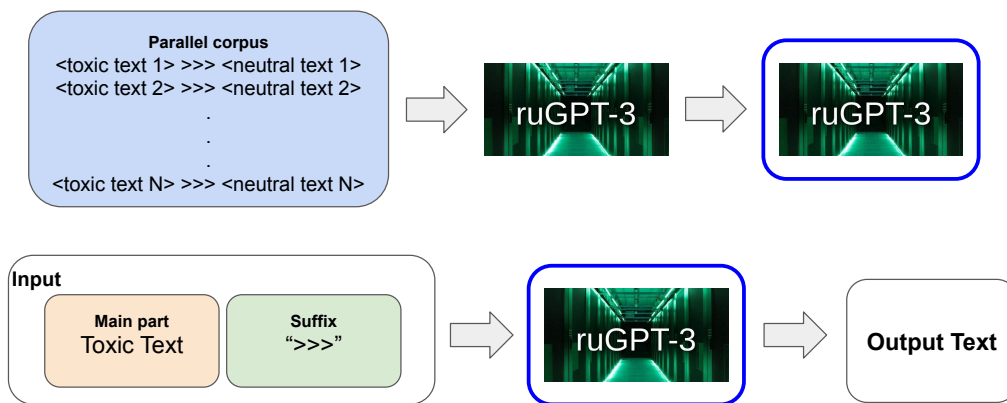 Parallel corpus
<toxic text 1> >>> <neutral text 1>
<toxic text 2> >>> <neutral text 2>
.
.
.
<toxic text N> >>> <neutral text N>
ruGPT-3
ruGPT-3
Input
Main part
Toxic Text
Suffix
“>>>”
ruGPT-3
Output Text